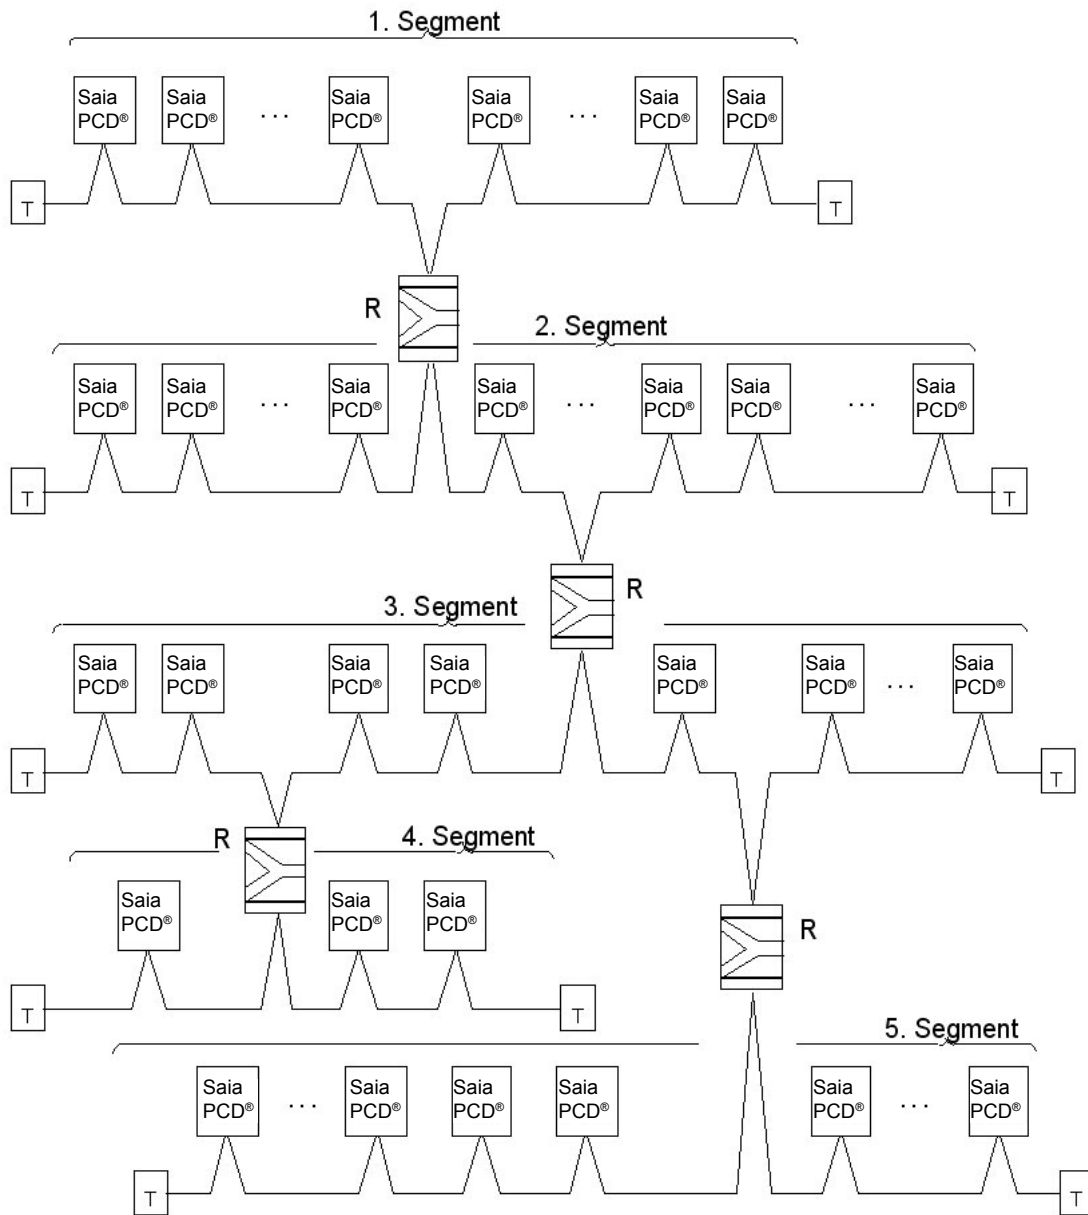 1. Segment
Saia Saia Saia Saia Saia Saia
PCD® PCD® ... PCD® PCD® ... PCD® PCD®
T T
R
2. Segment
Saia Saia Saia Saia Saia Saia Saia
PCD® PCD® ... PCD® PCD® ... PCD® PCD® ... PCD®
T T
R
3. Segment
Saia Saia Saia Saia Saia Saia Saia
PCD® PCD® PCD® PCD® PCD® PCD® ... PCD®
T T
R 4. Segment
Saia Saia Saia
PCD® PCD® PCD®
R
T T
5. Segment
Saia Saia Saia Saia Saia Saia
PCD® ... PCD® PCD® PCD® PCD® ... PCD®
T T